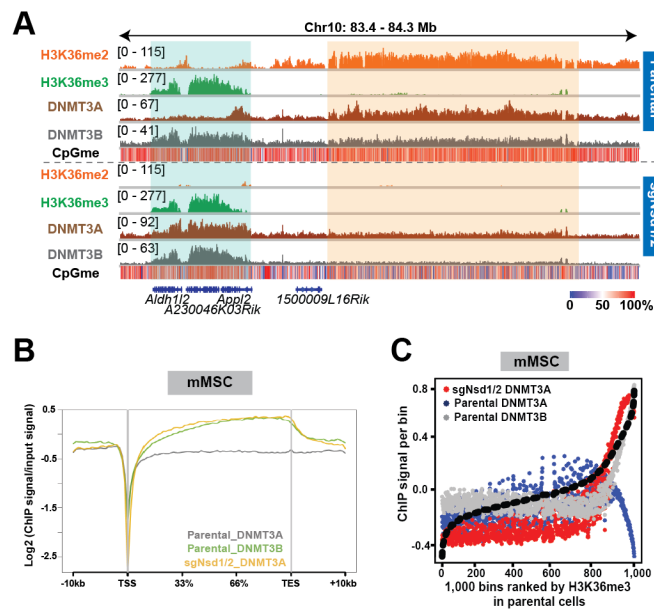 A
Chr10: 83.4 - 84.3 Mb
H3K36me2 [0 - 115]
H3K36me3 [0 - 277]
DNMT3A [0 - 67]
DNMT3B [0 - 41]
CpGme
Parental
H3K36me2 [0 - 115]
H3K36me3 [0 - 277]
DNMT3A [0 - 92]
DNMT3B [0 - 63]
CpGme
sgNsd1/2
Aldh1l2 Appl2 1500009L16Rik
A230046K03Rik
0 50 100%
B
mMSC
Log2 (ChIP signal/input signal)
0.5
-0.5
-1.5
-2.5
Parental_DNMT3A
Parental_DNMT3B
sgNsd1/2_DNMT3A
-10kb TSS 33% 66% TES +10kb
C
mMSC
ChIP signal per bin
0.8
0.4
0.0
-0.4
sgNsd1/2 DNMT3A
Parental DNMT3A
Parental DNMT3B
0 200 400 600 800 1,000
1,000 bins ranked by H3K36me3
in parental cells